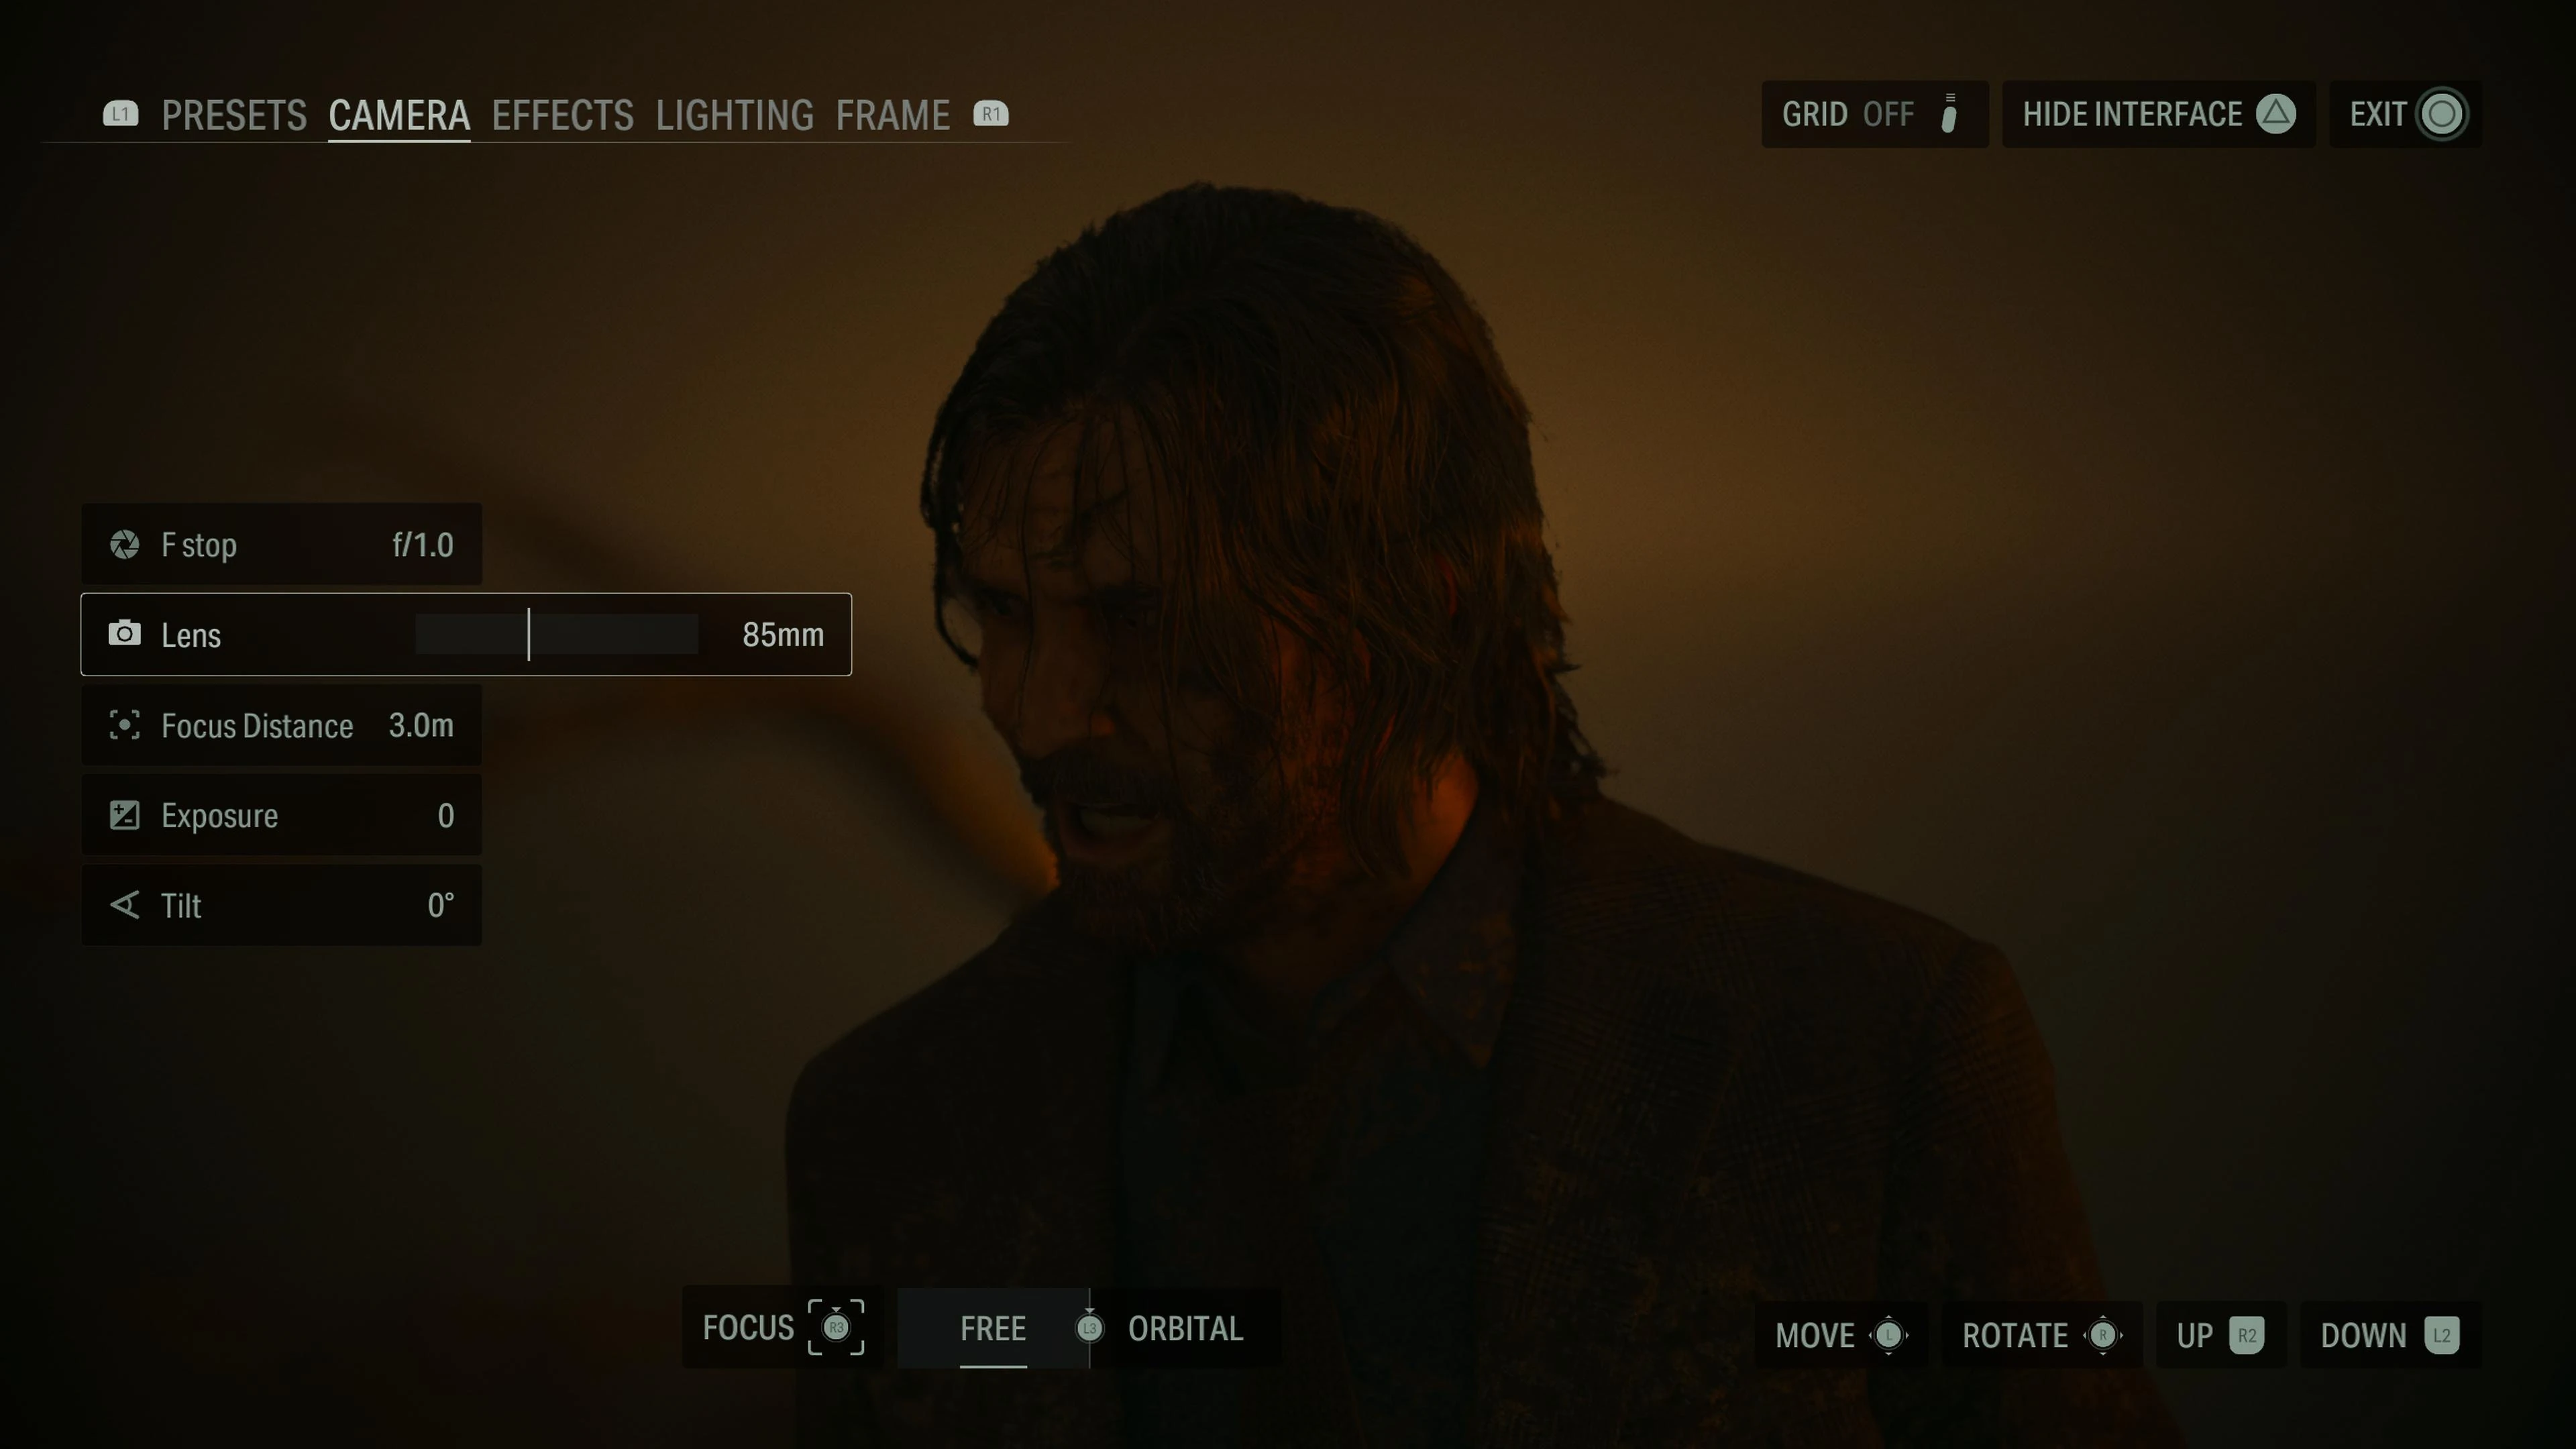 L1 PRESETS CAMERA EFFECTS LIGHTING FRAME R1
GRID OFF HIDE INTERFACE EXIT
F stop f/1.0
Lens 85mm
Focus Distance 3.0m
Exposure 0
Tilt 0°
FOCUS R3 FREE L3 ORBITAL
MOVE L ROTATE R UP R2 DOWN L2